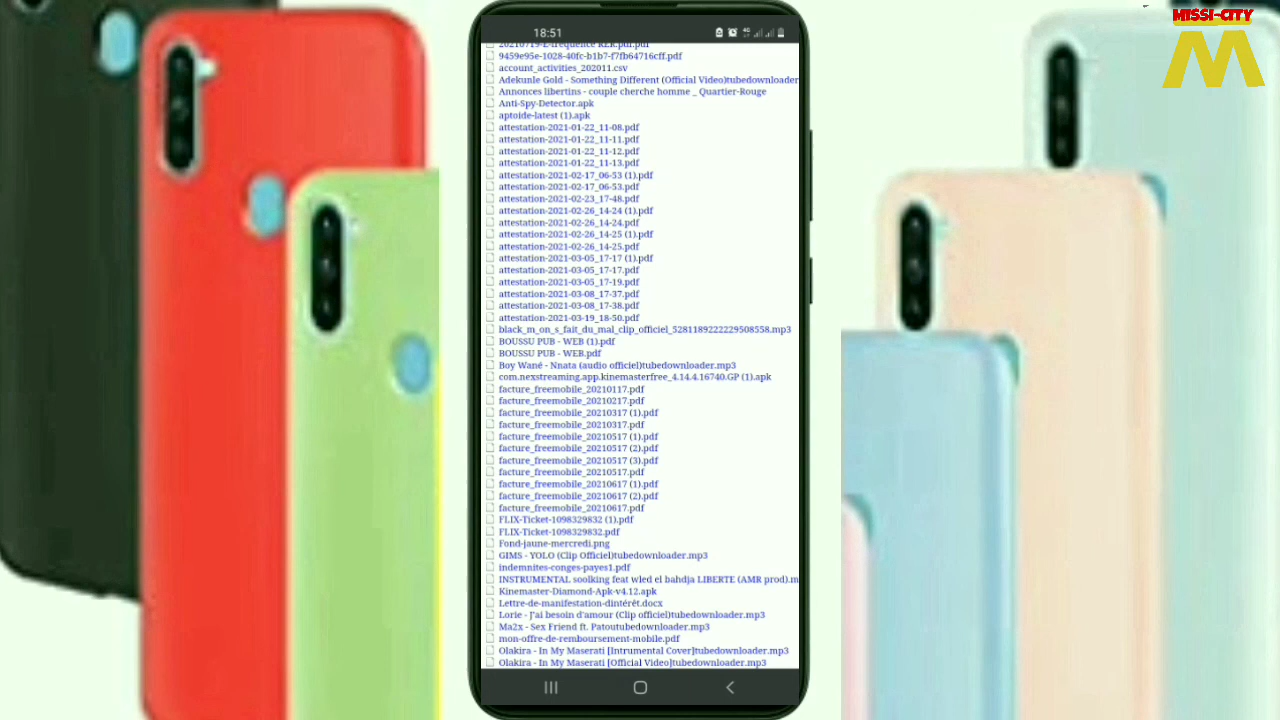 MISSI-CITY
M
18:51
4G
9459e95e-1028-40fc-b1b7-f7fb64716cff.pdf
account_activities_202011.csv
Adekunle Gold - Something Different (Official Video)tubedownloader
Annonces libertins - couple cherche homme _ Quartier-Rouge
Anti-Spy-Detector.apk
aptoide-latest (1).apk
attestation-2021-01-22_11-08.pdf
attestation-2021-01-22_11-11.pdf
attestation-2021-01-22_11-12.pdf
attestation-2021-01-22_11-13.pdf
attestation-2021-02-17_06-53 (1).pdf
attestation-2021-02-17_06-53.pdf
attestation-2021-02-23_17-48.pdf
attestation-2021-02-26_14-24 (1).pdf
attestation-2021-02-26_14-24.pdf
attestation-2021-02-26_14-25 (1).pdf
attestation-2021-02-26_14-25.pdf
attestation-2021-03-05_17-17 (1).pdf
attestation-2021-03-05_17-17.pdf
attestation-2021-03-05_17-19.pdf
attestation-2021-03-08_17-37.pdf
attestation-2021-03-08_17-38.pdf
attestation-2021-03-19_18-50.pdf
black_m_on_s_fait_du_mal_clip_officiel_5281189222229508558.mp3
BOUSSU PUB - WEB (1).pdf
BOUSSU PUB - WEB.pdf
Boy Wané - Nnata (audio officiel)tubedownloader.mp3
com.nexstreaming.app.kinemasterfree_4.14.4.16740.GP (1).apk
facture_freemobile_20210117.pdf
facture_freemobile_20210217.pdf
facture_freemobile_20210317 (1).pdf
facture_freemobile_20210317.pdf
facture_freemobile_20210517 (1).pdf
facture_freemobile_20210517 (2).pdf
facture_freemobile_20210517 (3).pdf
facture_freemobile_20210517.pdf
facture_freemobile_20210617 (1).pdf
facture_freemobile_20210617 (2).pdf
facture_freemobile_20210617.pdf
FLIX-Ticket-1098329832 (1).pdf
FLIX-Ticket-1098329832.pdf
Fond-jaune-mercredi.png
GIMS - YOLO (Clip Officiel)tubedownloader.mp3
indemnites-conges-payes1.pdf
INSTRUMENTAL soolking feat wled el bahdja LIBERTE (AMR prod).m
Kinemaster-Diamond-Apk-v4.12.apk
Lettre-de-manifestation-dintérêt.docx
Lorie - J'ai besoin d'amour (Clip officiel)tubedownloader.mp3
Ma2x - Sex Friend ft. Patoutubedownloader.mp3
mon-offre-de-remboursement-mobile.pdf
Olakira - In My Maserati [Intrumental Cover]tubedownloader.mp3
Olakira - In My Maserati [Official Video]tubedownloader.mp3